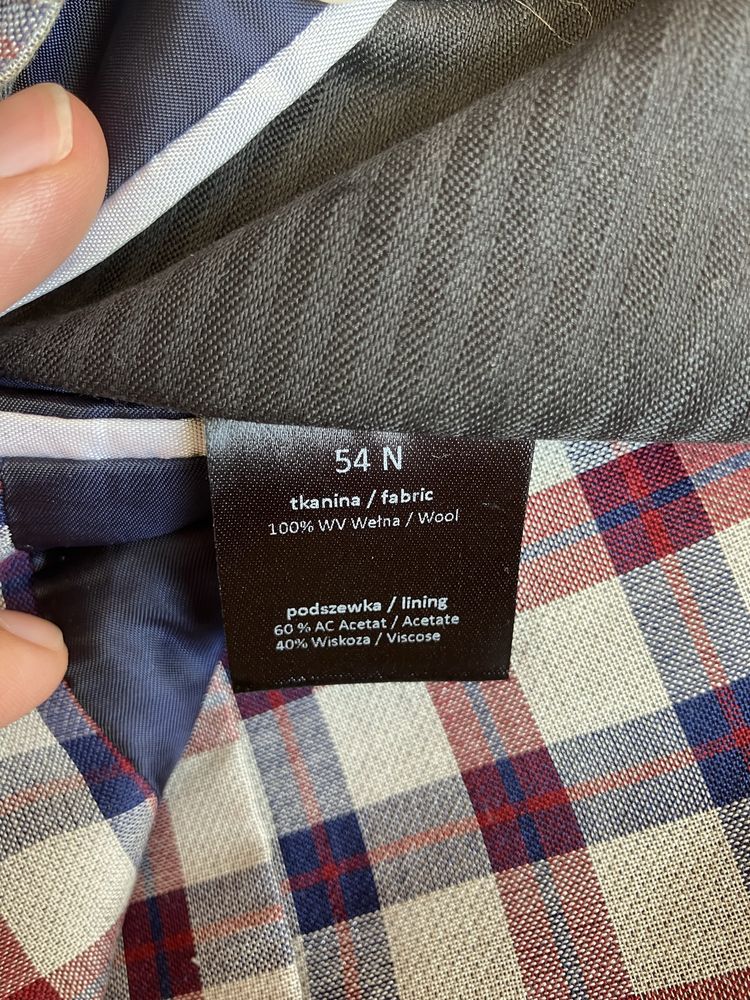 54 N
tkanina / fabric
100% WV Wełna / Wool
podszewka / lining
60 % AC Acetat / Acetate
40% Wiskoza / Viscose